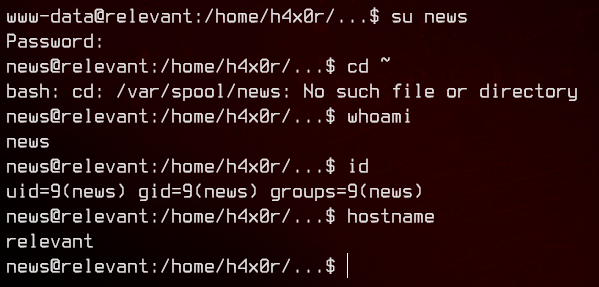 www-data@relevant:/home/h4x0r/...$ su news
Password:
news@relevant:/home/h4x0r/...$ cd ~
bash: cd: /var/spool/news: No such file or directory
news@relevant:/home/h4x0r/...$ whoami
news
news@relevant:/home/h4x0r/...$ id
uid=9(news) gid=9(news) groups=9(news)
news@relevant:/home/h4x0r/...$ hostname
relevant
news@relevant:/home/h4x0r/...$